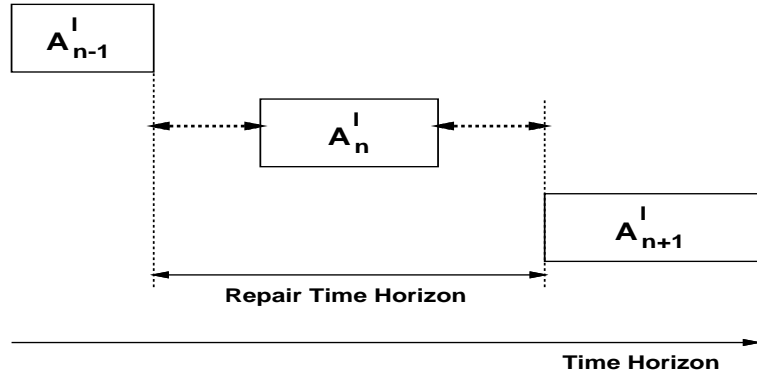 A^l_{n-1}
A^l_n
A^l_{n+1}
Repair Time Horizon
Time Horizon